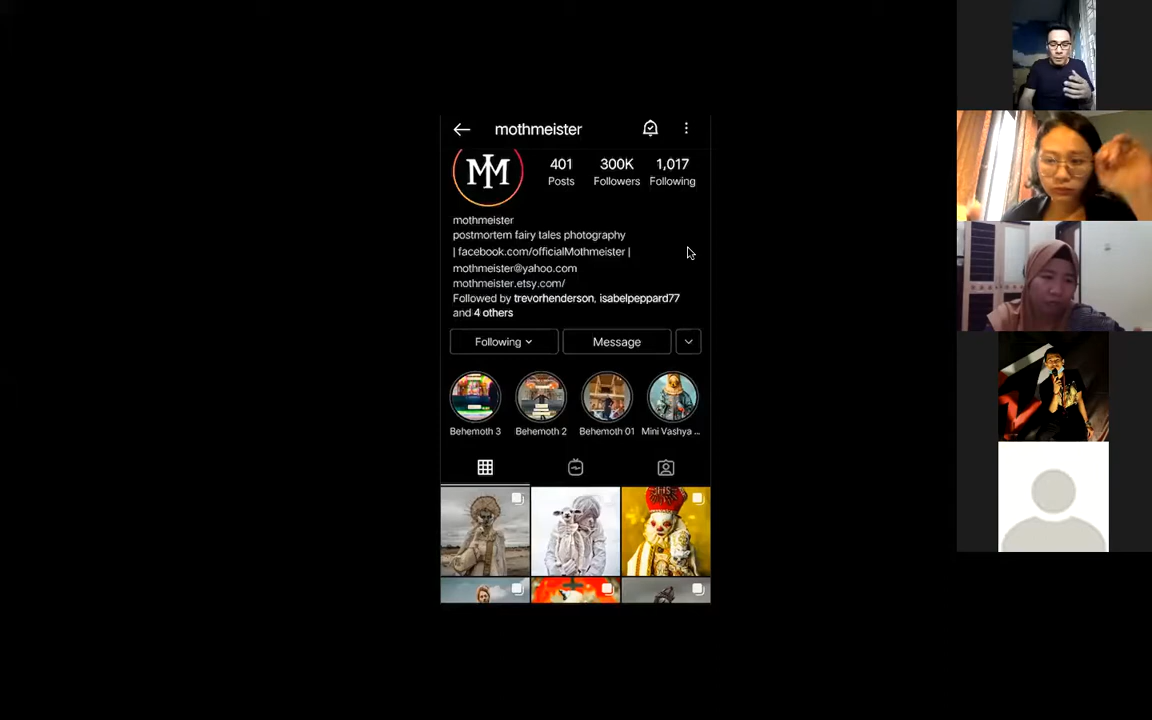 mothmeister
MM
401 300K 1,017
Posts Followers Following
mothmeister
postmortem fairy tales photography
| facebook.com/officialMothmeister |
mothmeister@yahoo.com
mothmeister.etsy.com/
Followed by trevorhenderson, isabelpeppard77
and 4 others
Following Message
Behemoth 3 Behemoth 2 Behemoth 01 Mini Vashya ...